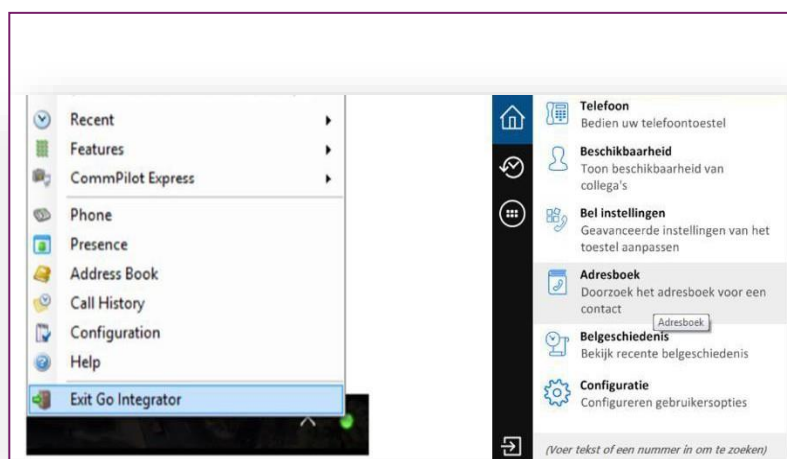 Recent
Features
CommPilot Express
Phone
Presence
Address Book
Call History
Configuration
Help
Exit Go Integrator
Telefoon
Bedien uw telefoontoestel
Beschikbaarheid
Toon beschikbaarheid van
collega's
Bel instellingen
Geavanceerde instellingen van het
toestel aanpassen
Adresboek
Doorzoek het adresboek voor een
contact
Adresboek
Belgeschiedenis
Bekijk recente belgeschiedenis
Configuratie
Configureren gebruikersopties
(Voer tekst of een nummer in om te zoeken)